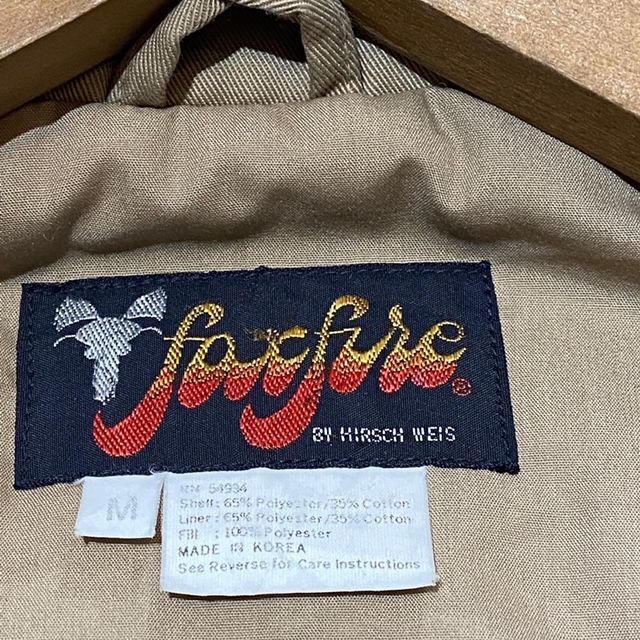 foxfire®
BY HIRSCH WEIS
M
RN 54994
Shell: 65% Polyester/35% Cotton
Liner: 65% Polyester/35% Cotton
Fill : 100% Polyester
MADE IN KOREA
See Reverse for Care Instructions